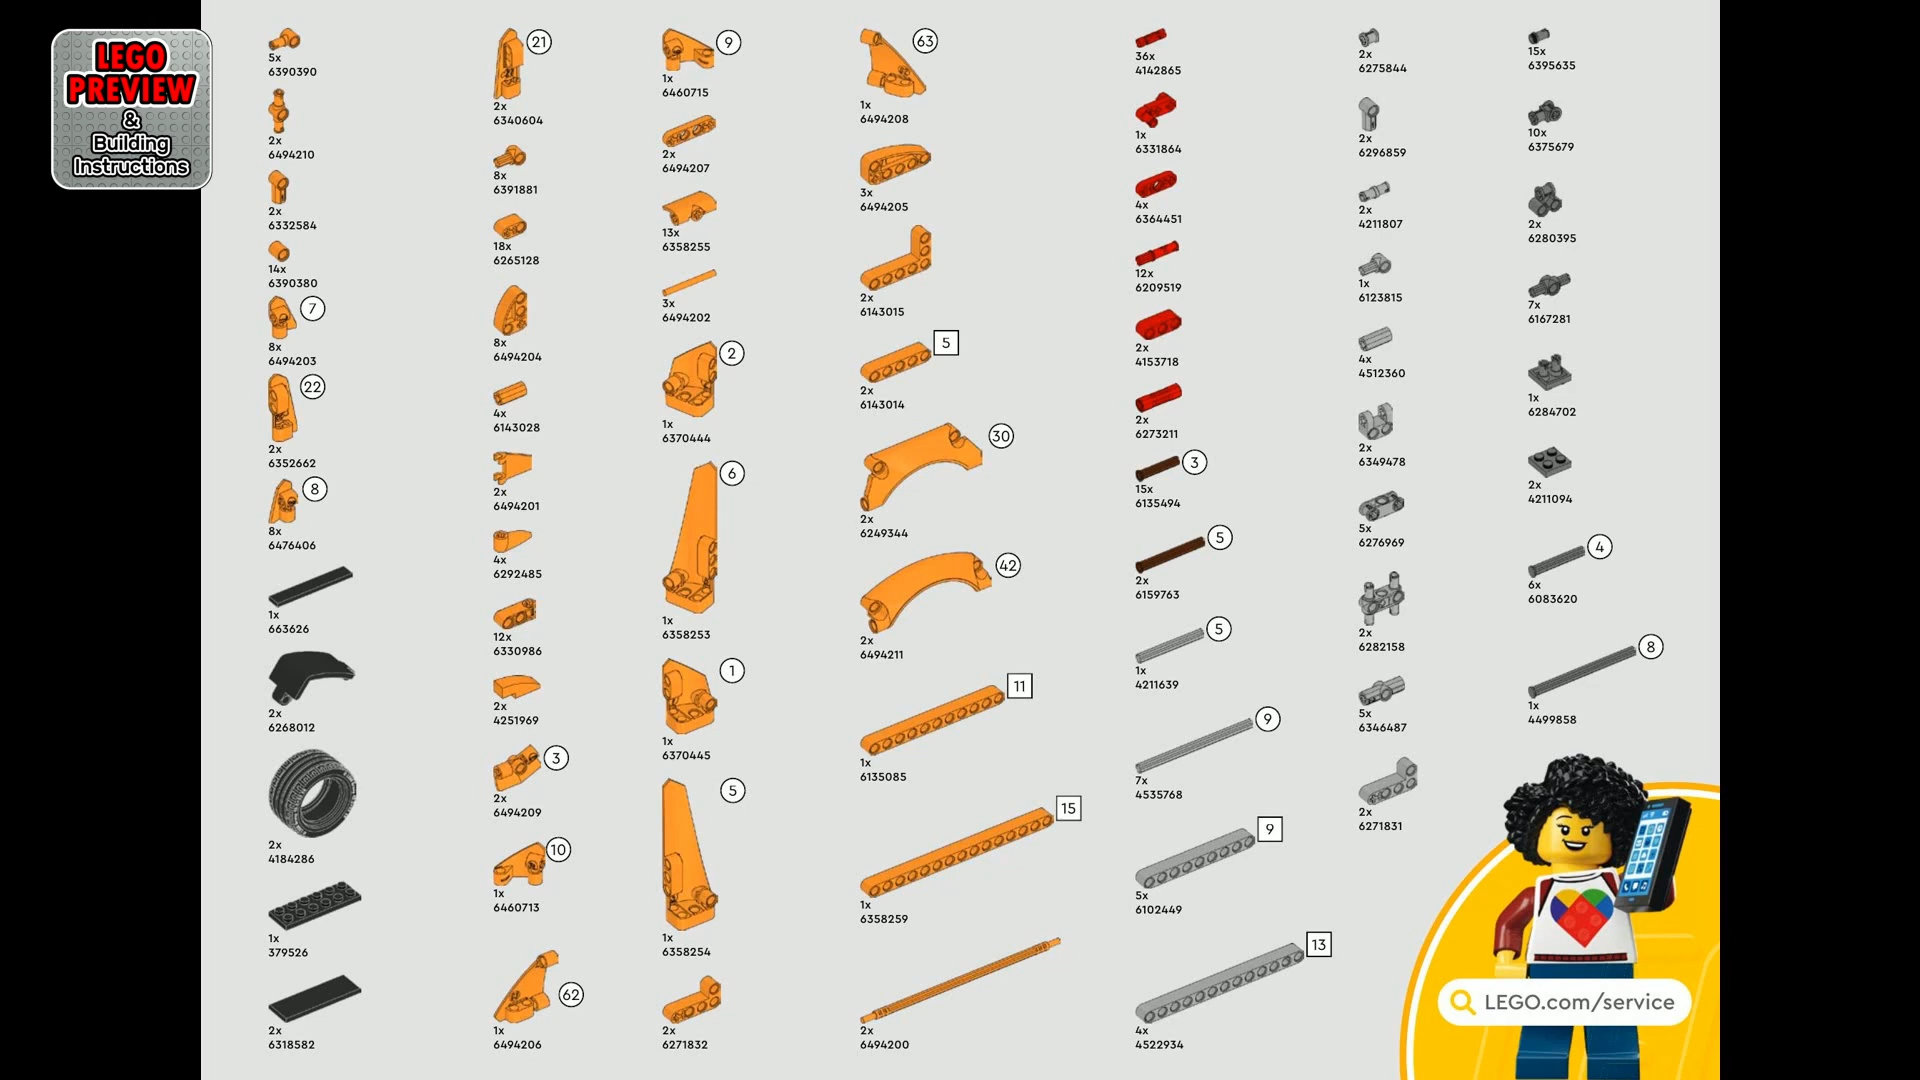 LEGO
PREVIEW
&
Building
Instructions
5x
6390390
2x
6494210
2x
6332584
14x
6390380
7
8x
6494203
22
2x
6352662
8
8x
6476406
1x
663626
2x
6268012
2x
4184286
1x
379526
2x
6318582
21
2x
6340604
8x
6391881
18x
6265128
8x
6494204
4x
6143028
2x
6494201
4x
6292485
12x
6330986
2x
4251969
3
2x
6494209
10
1x
6460713
62
1x
6494206
9
1x
6460715
2x
6494207
13x
6358255
3x
6494202
2
1x
6370444
6
1x
6358253
1
1x
6370445
5
1x
6358254
2x
6271832
63
1x
6494208
3x
6494205
2x
6143015
5
2x
6143014
30
2x
6249344
42
2x
6494211
11
1x
6135085
15
1x
6358259
2x
6494200
36x
4142865
1x
6331864
4x
6364451
12x
6209519
2x
4153718
2x
6273211
3
15x
6135494
5
2x
6159763
5
1x
4211639
9
7x
4535768
9
5x
6102449
13
4x
4522934
2x
6275844
2x
6296859
2x
4211807
1x
6123815
4x
4512360
2x
6349478
5x
6276969
2x
6282158
5x
6346487
2x
6271831
15x
6395635
10x
6375679
2x
6280395
7x
6167281
1x
6284702
2x
4211094
4
6x
6083620
8
1x
4499858
LEGO.com/service